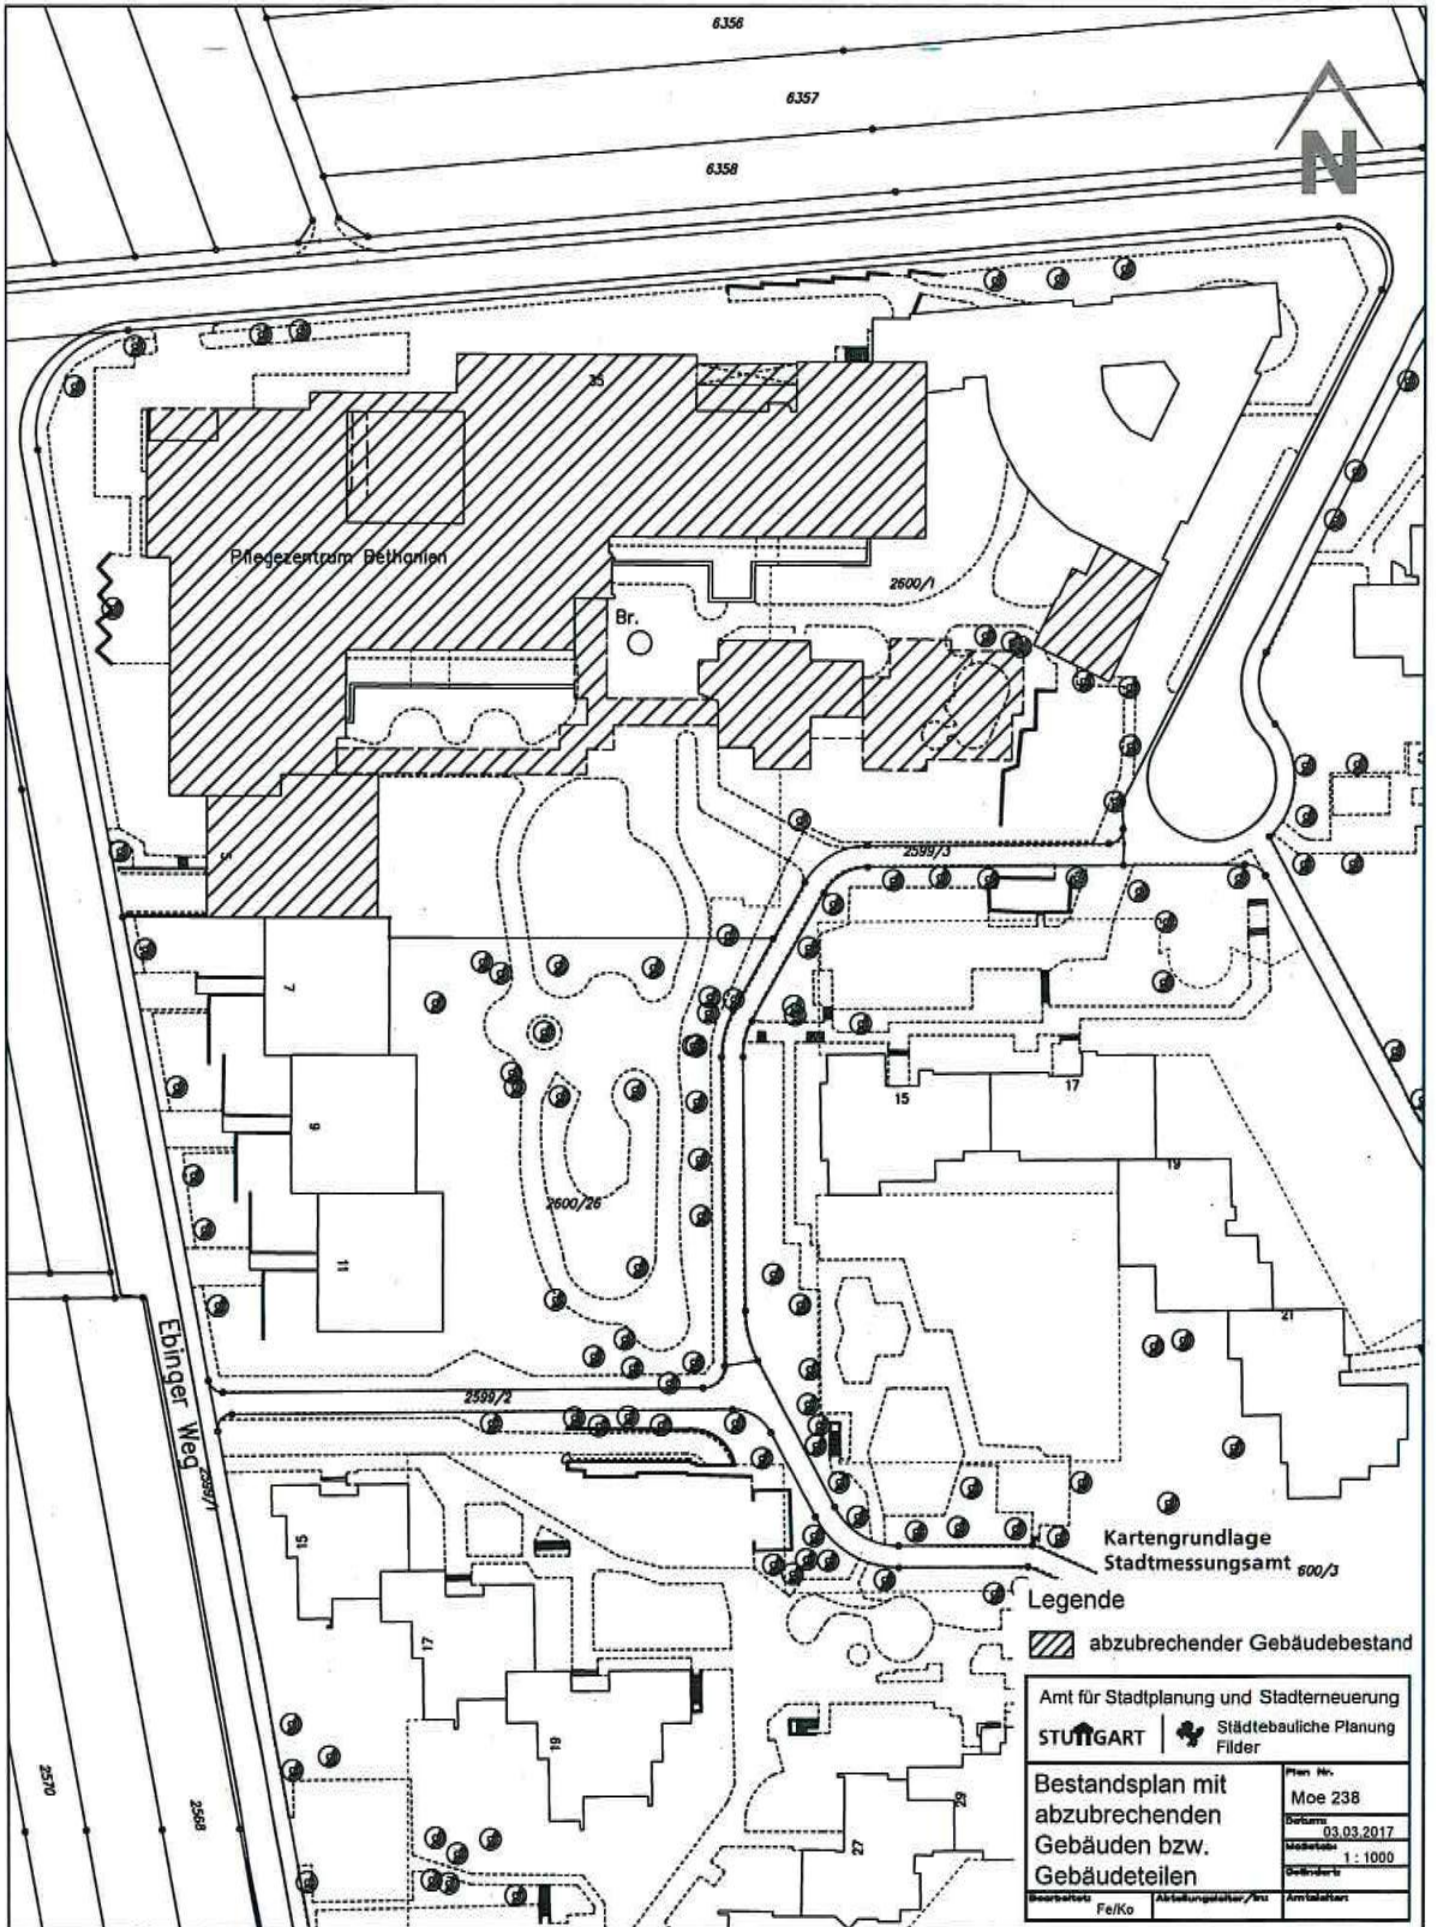 6356
6357
N
6358
35
Pflegezentrum Bethanien
2600/1
Br.
2599/3
5
7
15
17
9
19
2600/26
11
21
Ebinger Weg
2599/2
2599/1
15
Kartengrundlage
Stadtmessungsamt
600/3
Legende
17
abzubrechender Gebäudebestand
Amt für Stadtplanung und Stadterneuerung
STUTTGART
Städtebauliche Planung
Filder
19
2570
2568
29
27
Bestandsplan mit
abzubrechenden
Gebäuden bzw.
Gebäudeteilen
Plan Nr.
Moe 238
Datum:
03.03.2017
Maßstab:
1 : 1000
Geändert:
Bearbeitet:
Fe/Ko
Abteilungsleiter/in:
Amtsleiter: